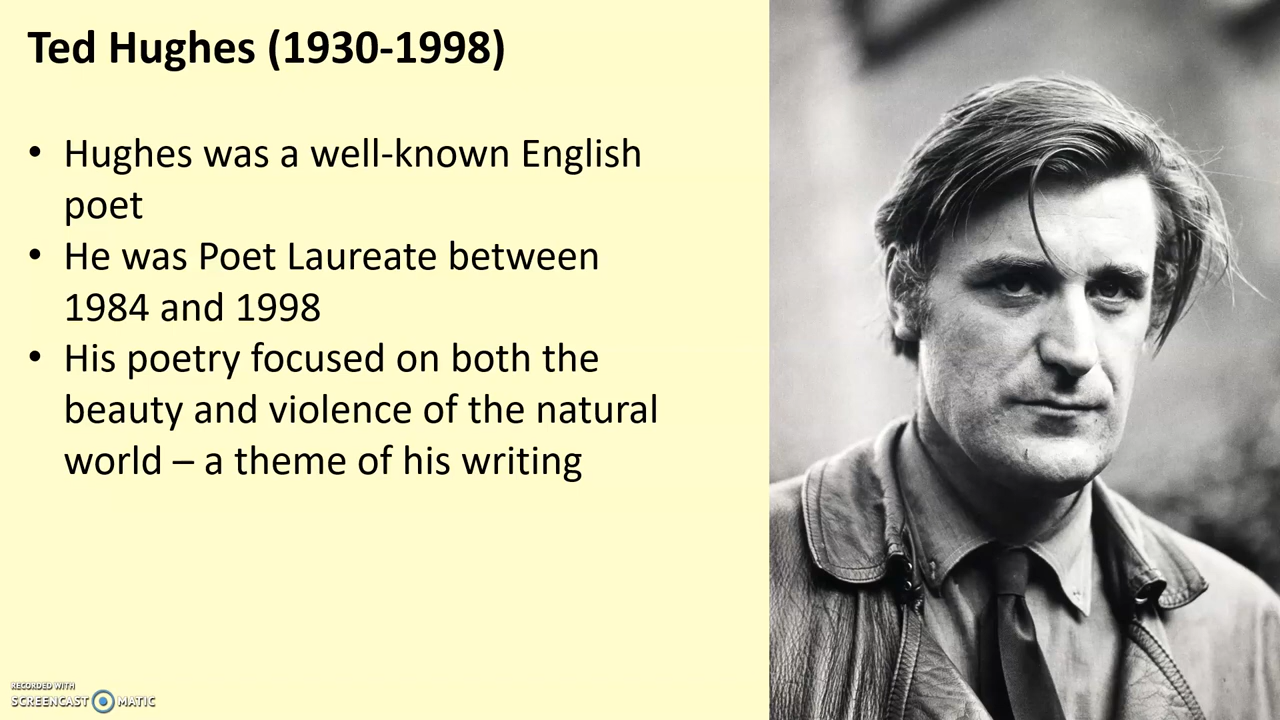 Ted Hughes (1930-1998)
• Hughes was a well-known English
poet
• He was Poet Laureate between
1984 and 1998
• His poetry focused on both the
beauty and violence of the natural
world – a theme of his writing
RECORDED WITH
SCREENCAST MATIC